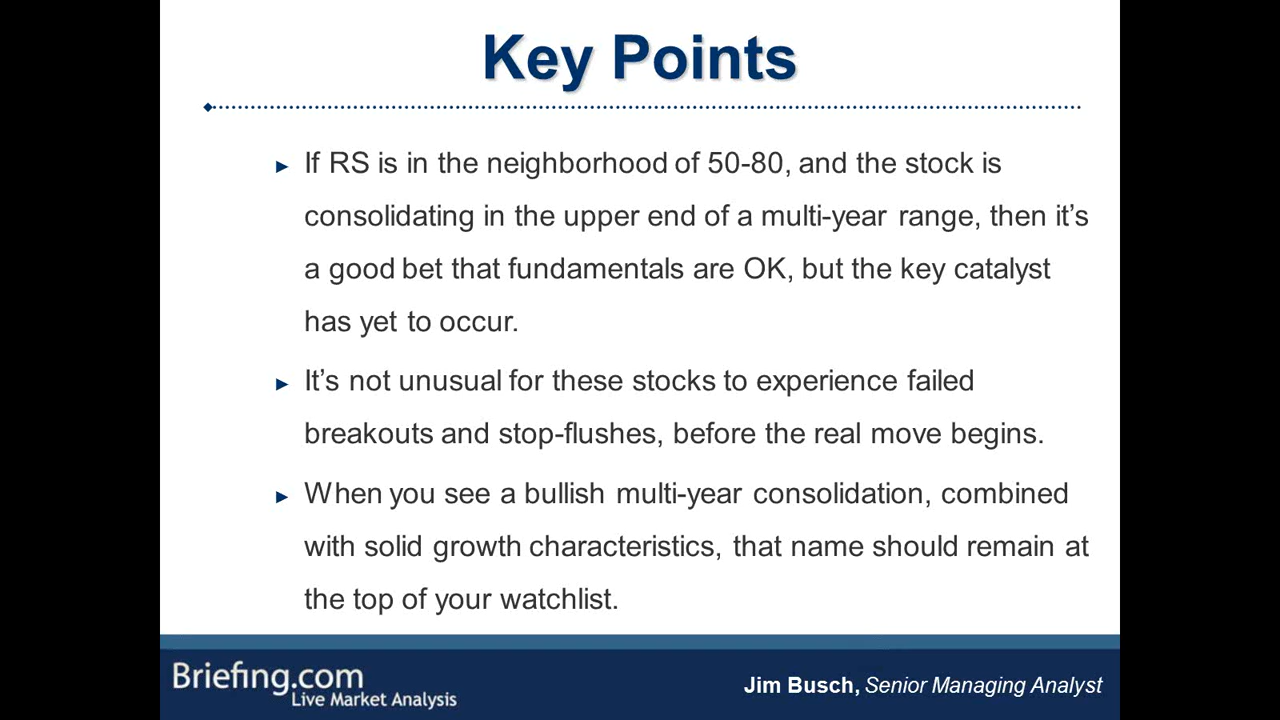 Key Points
► If RS is in the neighborhood of 50-80, and the stock is
consolidating in the upper end of a multi-year range, then it’s
a good bet that fundamentals are OK, but the key catalyst
has yet to occur.
► It’s not unusual for these stocks to experience failed
breakouts and stop-flushes, before the real move begins.
► When you see a bullish multi-year consolidation, combined
with solid growth characteristics, that name should remain at
the top of your watchlist.
Briefing.com
Live Market Analysis
Jim Busch, Senior Managing Analyst